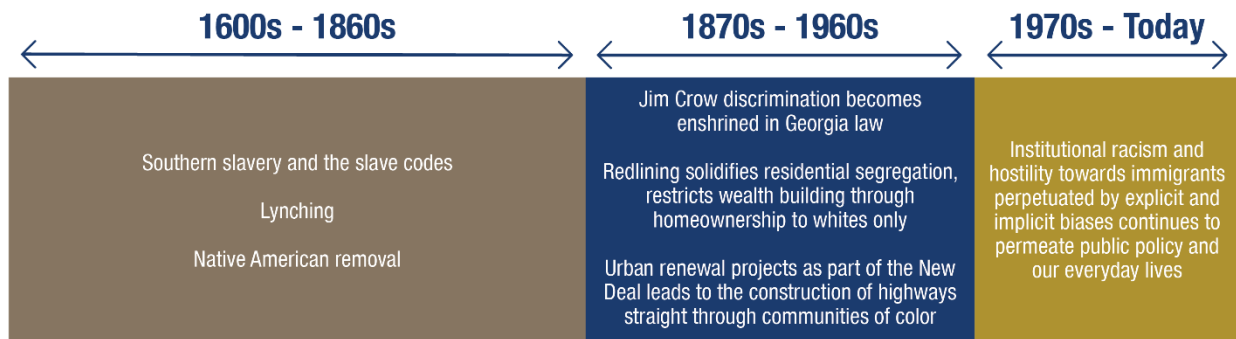 1600s - 1860s
1870s - 1960s
1970s - Today
Southern slavery and the slave codes
Lynching
Native American removal
Jim Crow discrimination becomes
enshrined in Georgia law
Redlining solidifies residential segregation,
restricts wealth building through
homeownership to whites only
Urban renewal projects as part of the New
Deal leads to the construction of highways
straight through communities of color
Institutional racism and
hostility towards immigrants
perpetuated by explicit and
implicit biases continues to
permeate public policy and
our everyday lives